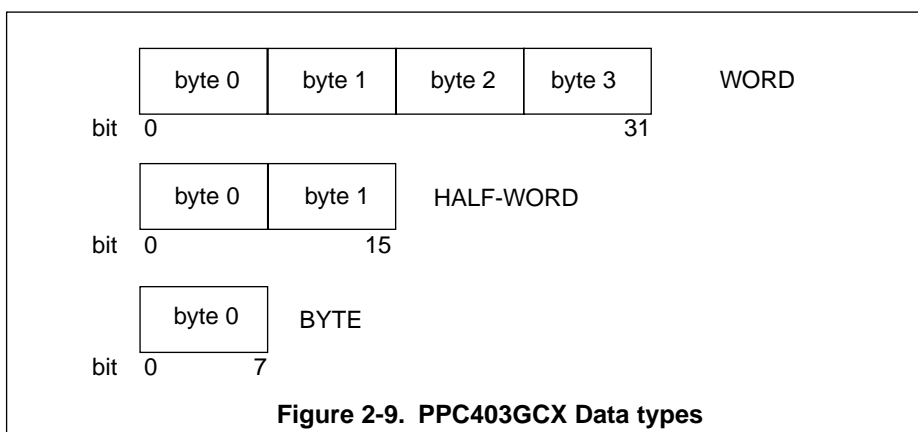 byte 0 byte 1 byte 2 byte 3 WORD
bit 0 31
byte 0 byte 1 HALF-WORD
bit 0 15
byte 0 BYTE
bit 0 7
Figure 2-9. PPC403GCX Data types